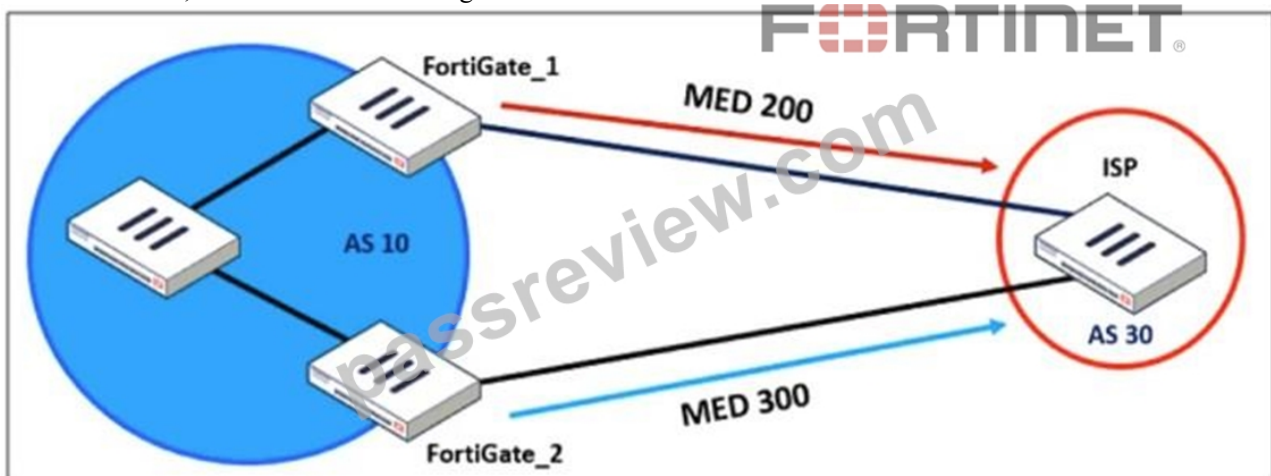 FORTINET®
FortiGate_1
MED 200
ISP
AS 10
passreview.com
AS 30
MED 300
FortiGate_2